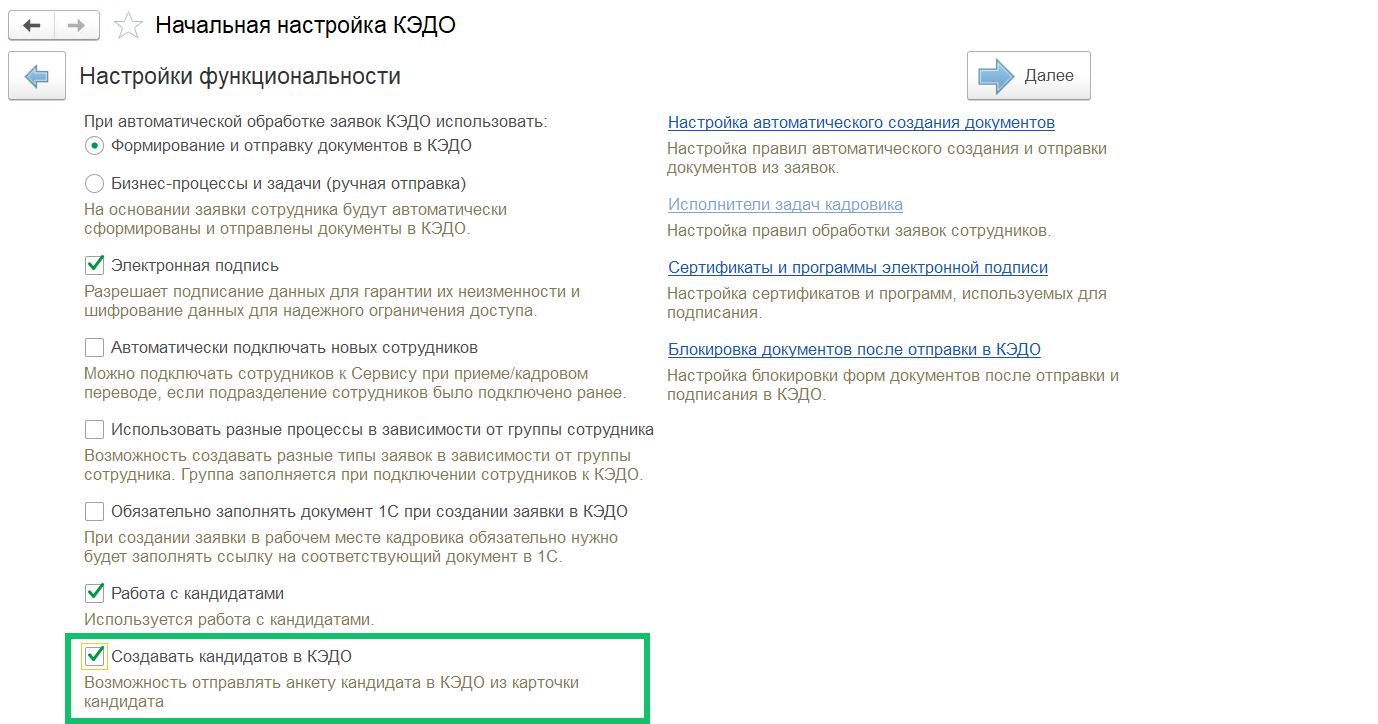 Начальная настройка КЭДО
Настройки функциональности
Далее
При автоматической обработке заявок КЭДО использовать:
Формирование и отправку документов в КЭДО
Бизнес-процессы и задачи (ручная отправка)
На основании заявки сотрудника будут автоматически
сформированы и отправлены документы в КЭДО.
Электронная подпись
Разрешает подписание данных для гарантии их неизменности и
шифрование данных для надежного ограничения доступа.
Автоматически подключать новых сотрудников
Можно подключать сотрудников к Сервису при приеме/кадровом
переводе, если подразделение сотрудников было подключено ранее.
Использовать разные процессы в зависимости от группы сотрудника
Возможность создавать разные типы заявок в зависимости от группы
сотрудника. Группа заполняется при подключении сотрудников к КЭДО.
Обязательно заполнять документ 1С при создании заявки в КЭДО
При создании заявки в рабочем месте кадровика обязательно нужно
будет заполнять ссылку на соответствующий документ в 1С.
Работа с кандидатами
Используется работа с кандидатами.
Создавать кандидатов в КЭДО
Возможность отправлять анкету кандидата в КЭДО из карточки
кандидата
Настройка автоматического создания документов
Настройка правил автоматического создания и отправки
документов из заявок.
Исполнители задач кадровика
Настройка правил обработки заявок сотрудников.
Сертификаты и программы электронной подписи
Настройка сертификатов и программ, используемых для
подписания.
Блокировка документов после отправки в КЭДО
Настройка блокировки форм документов после отправки и
подписания в КЭДО.